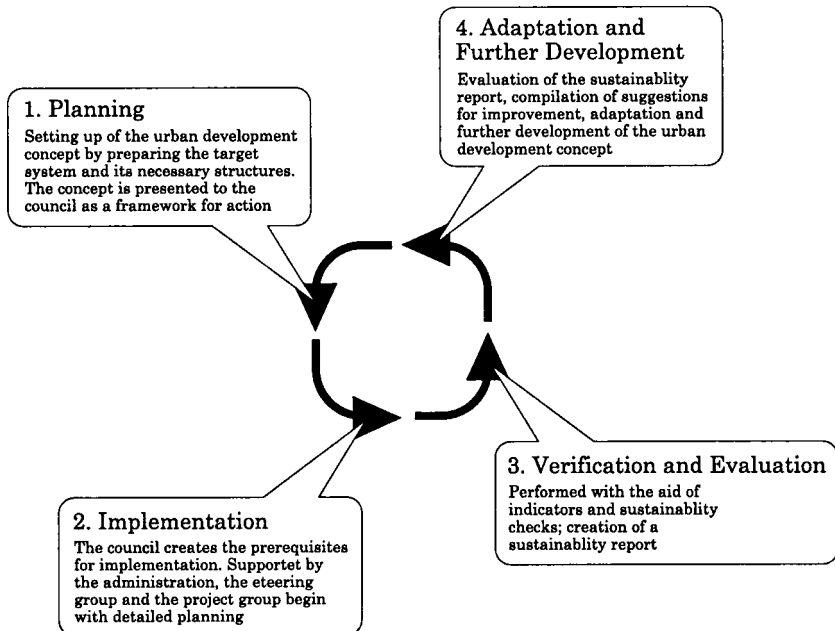 1. Planning
Setting up of the urban development
concept by preparing the target
system and its necessary structures.
The concept is presented to the
council as a framework for action
2. Implementation
The council creates the prerequisites
for implementation. Supportet by
the administration, the eteering
group and the project group begin
with detailed planning
3. Verification and Evaluation
Performed with the aid of
indicators and sustainablity
checks; creation of a
sustainablity report
4. Adaptation and
Further Development
Evaluation of the sustainablity
report, compilation of suggestions
for improvement, adaptation and
further development of the urban
development concept